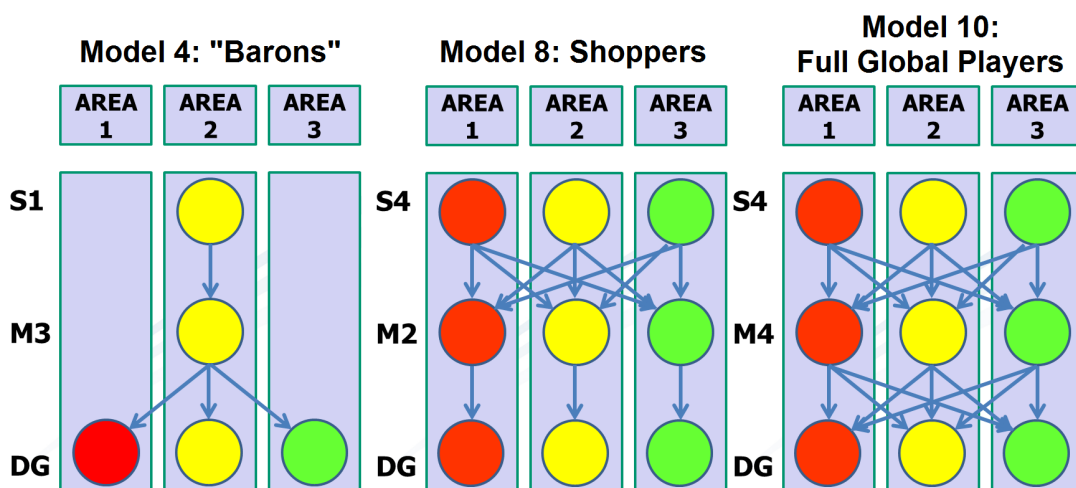 Model 4: "Barons"
AREA 1
AREA 2
AREA 3
S1
M3
DG
Model 8: Shoppers
AREA 1
AREA 2
AREA 3
S4
M2
DG
Model 10:
Full Global Players
AREA 1
AREA 2
AREA 3
S4
M4
DG